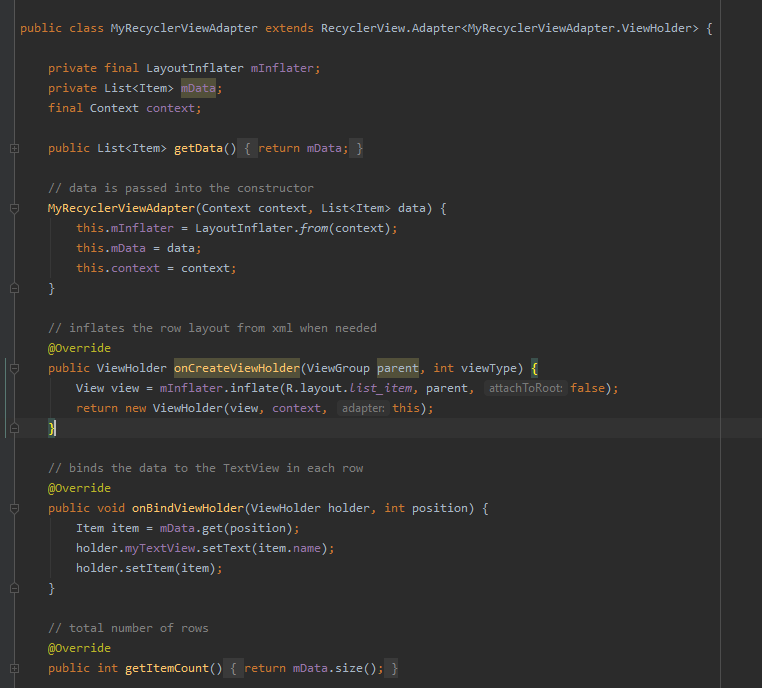 public class MyRecyclerViewAdapter extends RecyclerView.Adapter<MyRecyclerViewAdapter.ViewHolder> {
private final LayoutInflater mInflater;
private List<Item> mData;
final Context context;
public List<Item> getData() { return mData; }
// data is passed into the constructor
MyRecyclerViewAdapter(Context context, List<Item> data) {
this.mInflater = LayoutInflater.from(context);
this.mData = data;
this.context = context;
}
// inflates the row layout from xml when needed
@Override
public ViewHolder onCreateViewHolder(ViewGroup parent, int viewType) {
View view = mInflater.inflate(R.layout.list_item, parent, attachToRoot: false);
return new ViewHolder(view, context, adapter: this);
}
// binds the data to the TextView in each row
@Override
public void onBindViewHolder(ViewHolder holder, int position) {
Item item = mData.get(position);
holder.myTextView.setText(item.name);
holder.setItem(item);
}
// total number of rows
@Override
public int getItemCount() { return mData.size(); }